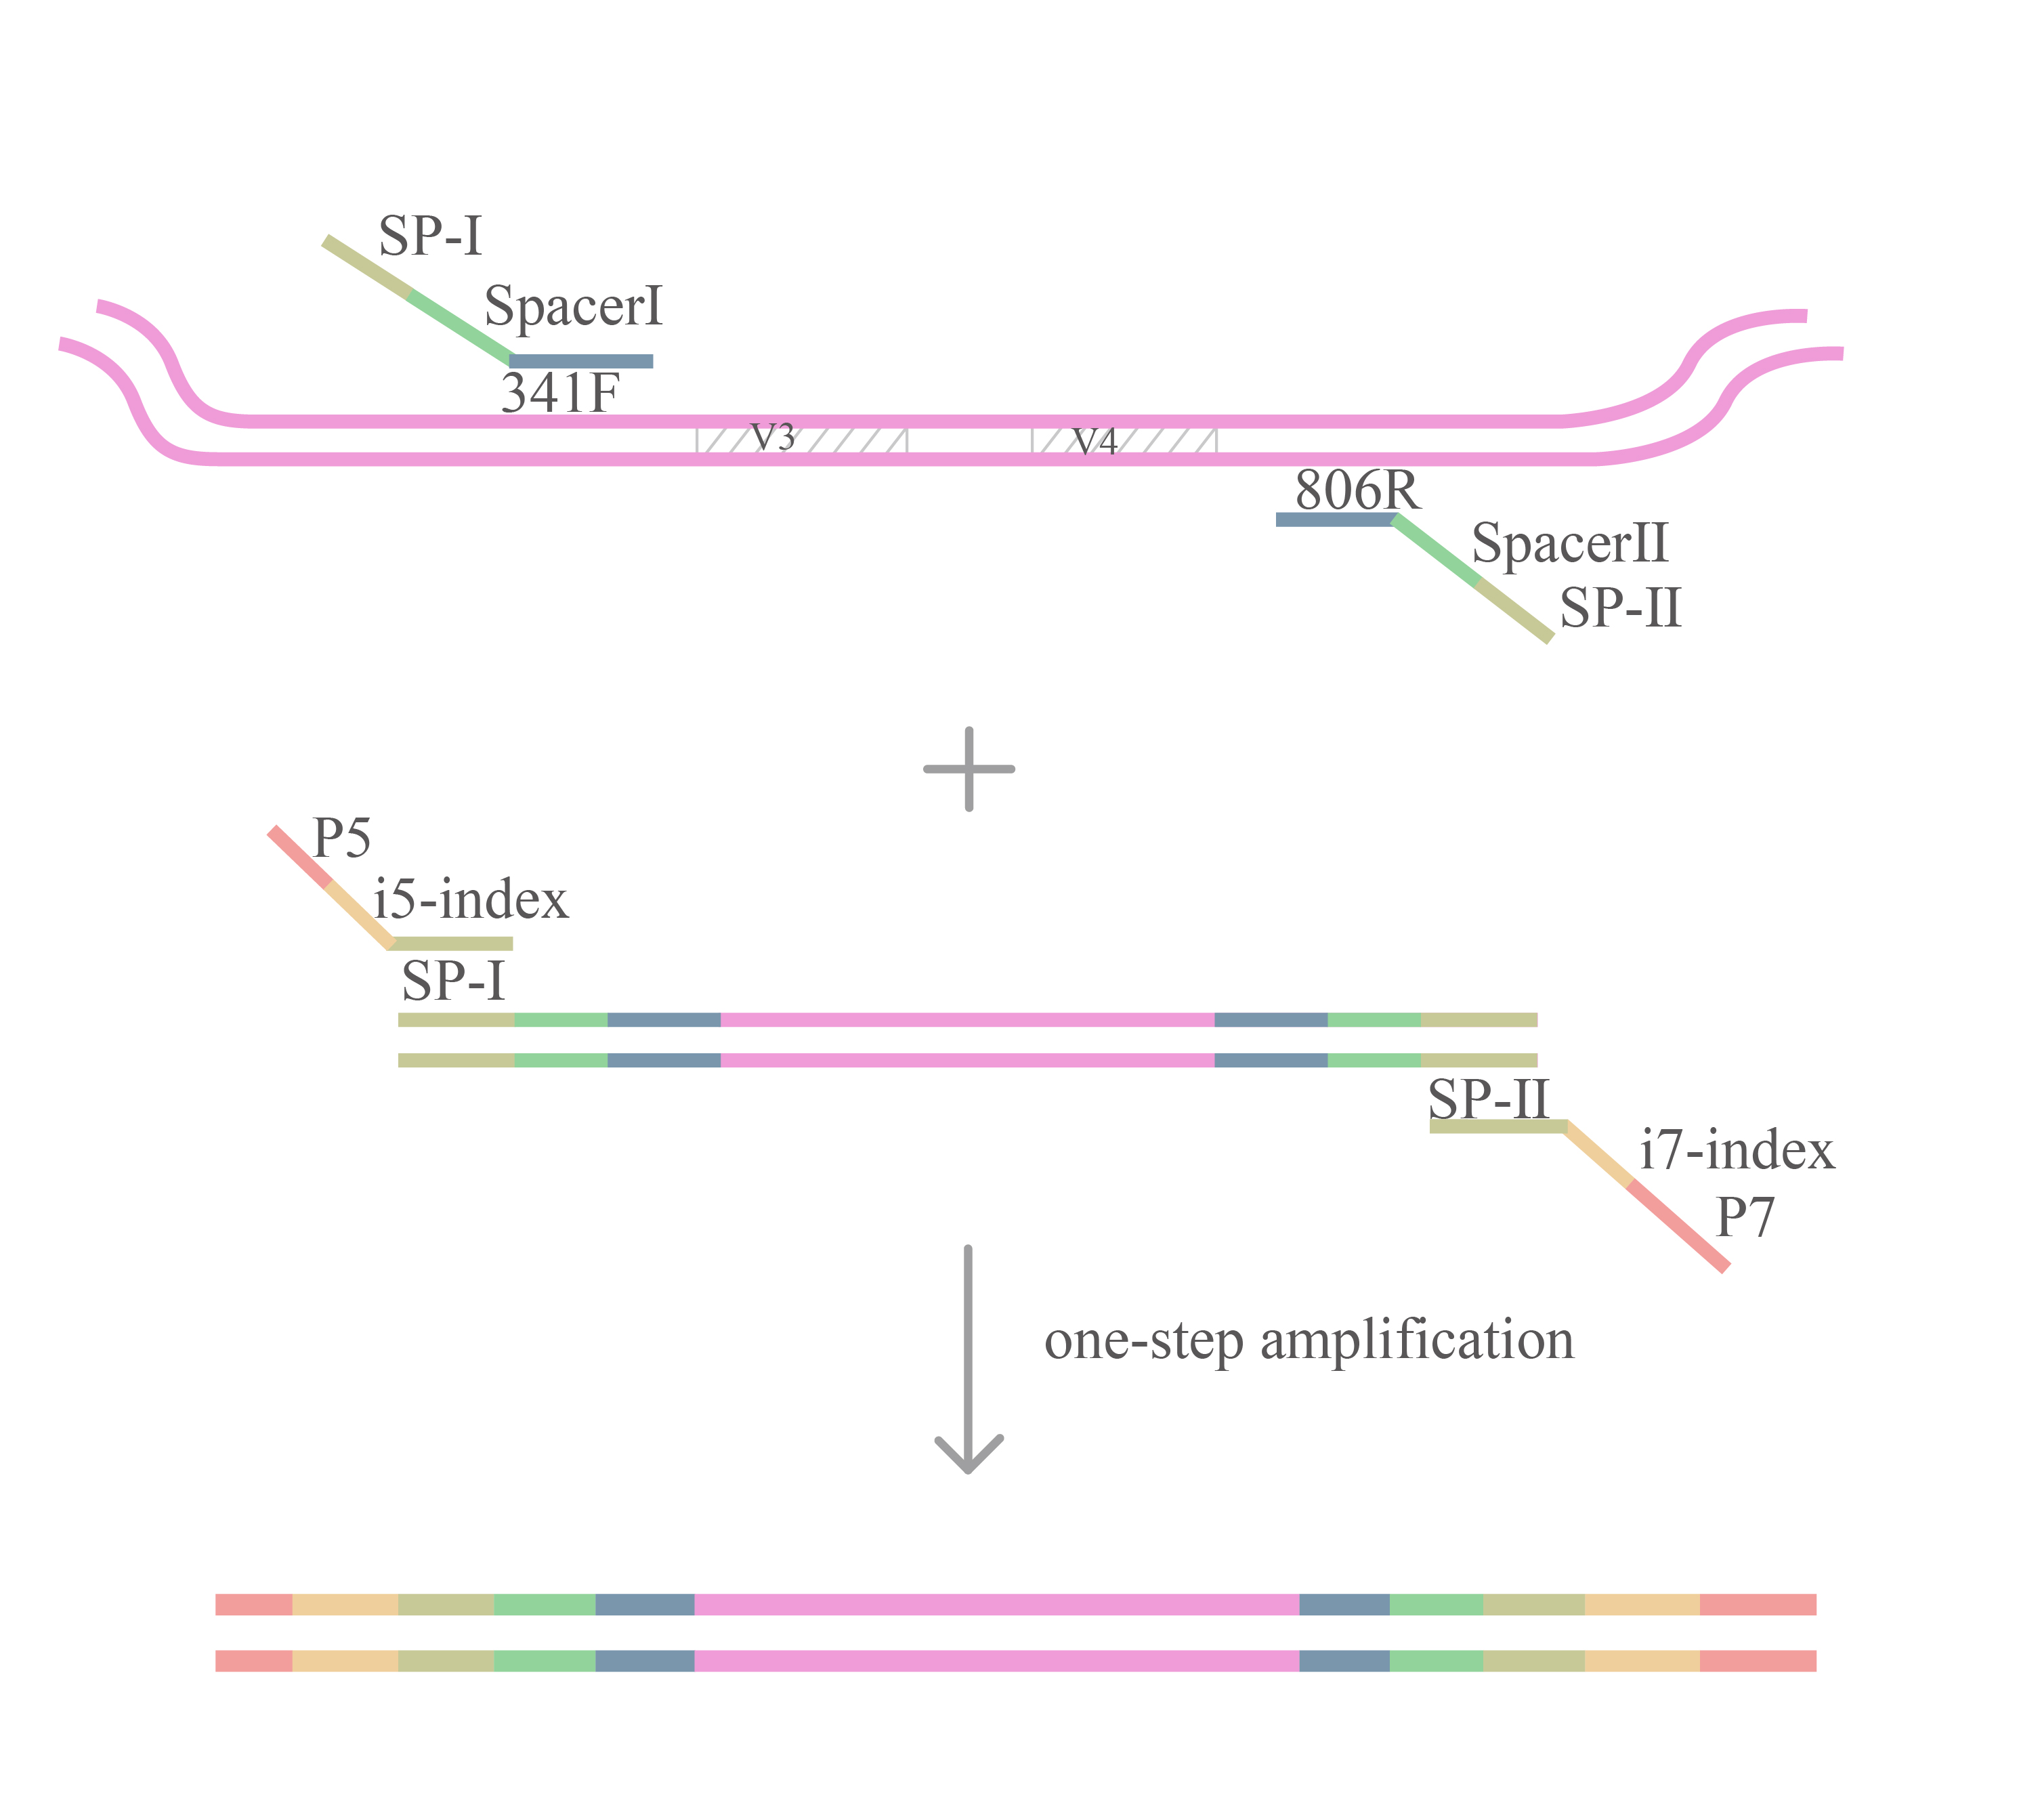 SP-I
SpacerI
341F
V3
V4
806R
SpacerII
SP-II
P5
i5-index
SP-I
SP-II
i7-index
P7
one-step amplification